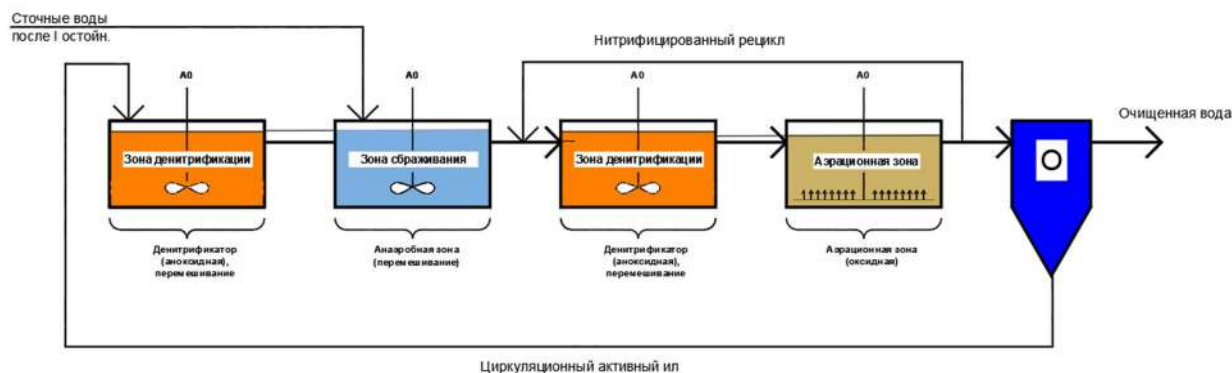 Сточные воды
после I остойн.
Нитрифицированный рецикл
А0
А0
А0
А0
Очищенная вода
Зона денитрификации
Зона сбраживания
Зона денитрификации
Аэрационная зона
О
Денитрификатор
(аноксидная),
перемешивание
Анаэробная зона
(перемешивание)
Денитрификатор
(аноксидная),
перемешивание
Аэрационная зона
(оксидная)
Циркуляционный активный ил